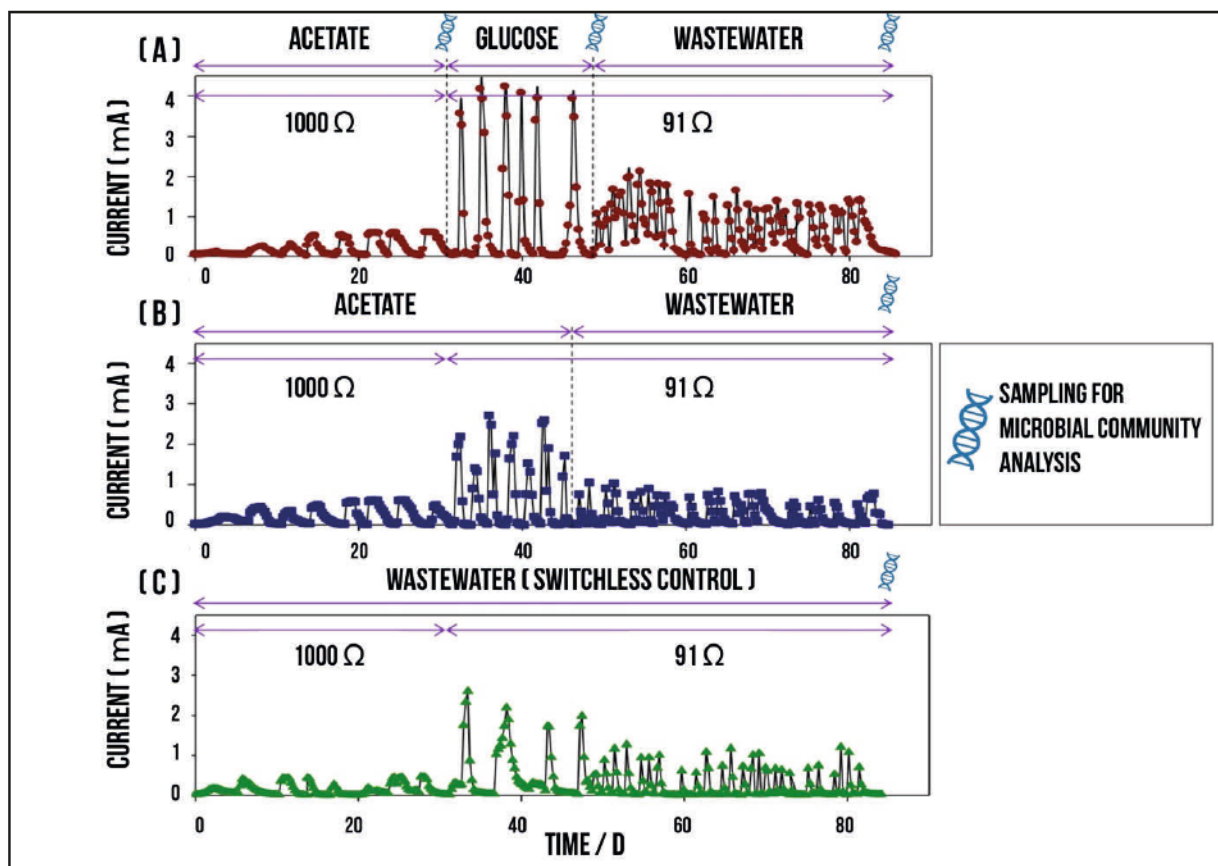 ACETATE GLUCOSE WASTEWATER
(A)
4
1000 Ω 91 Ω
3
2
1
0
CURRENT (mA)
0 20 40 60 80
ACETATE WASTEWATER
(B)
4
1000 Ω 91 Ω
3
2
1
0
CURRENT (mA)
0 20 40 60 80
SAMPLING FOR
MICROBIAL COMMUNITY
ANALYSIS
WASTEWATER (SWITCHLESS CONTROL)
(C)
4
1000 Ω 91 Ω
3
2
1
0
CURRENT (mA)
0 20 40 60 80
TIME / D